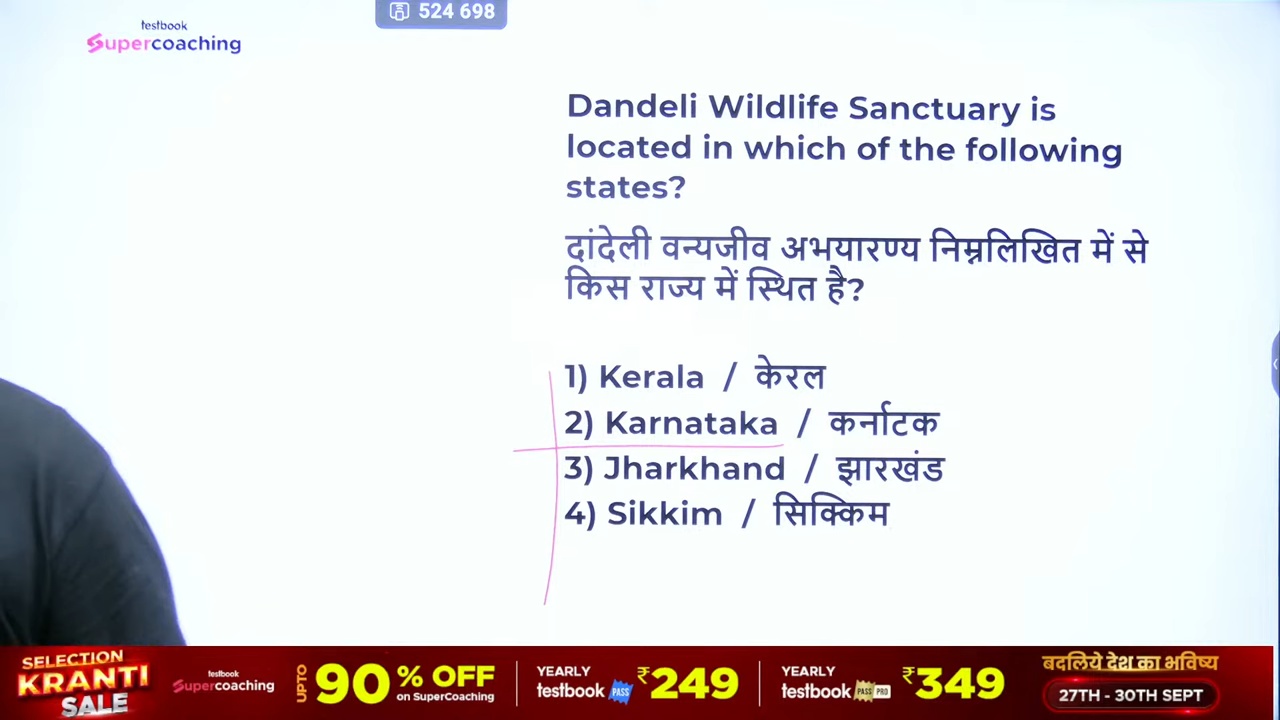 testbook
Supercoaching
524 698
Dandeli Wildlife Sanctuary is
located in which of the following
states?
दांदेली वन्यजीव अभयारण्य निम्नलिखित में से
किस राज्य में स्थित है?
1) Kerala / केरल
2) Karnataka / कर्नाटक
3) Jharkhand / झारखंड
4) Sikkim / सिक्किम
SELECTION
KRANTI
SALE
testbook
Supercoaching
UPTO 90% OFF
on SuperCoaching
YEARLY
testbook PASS ₹249
YEARLY
testbook PASS PRO ₹349
बदलिये देश का भविष्य
27TH - 30TH SEPT